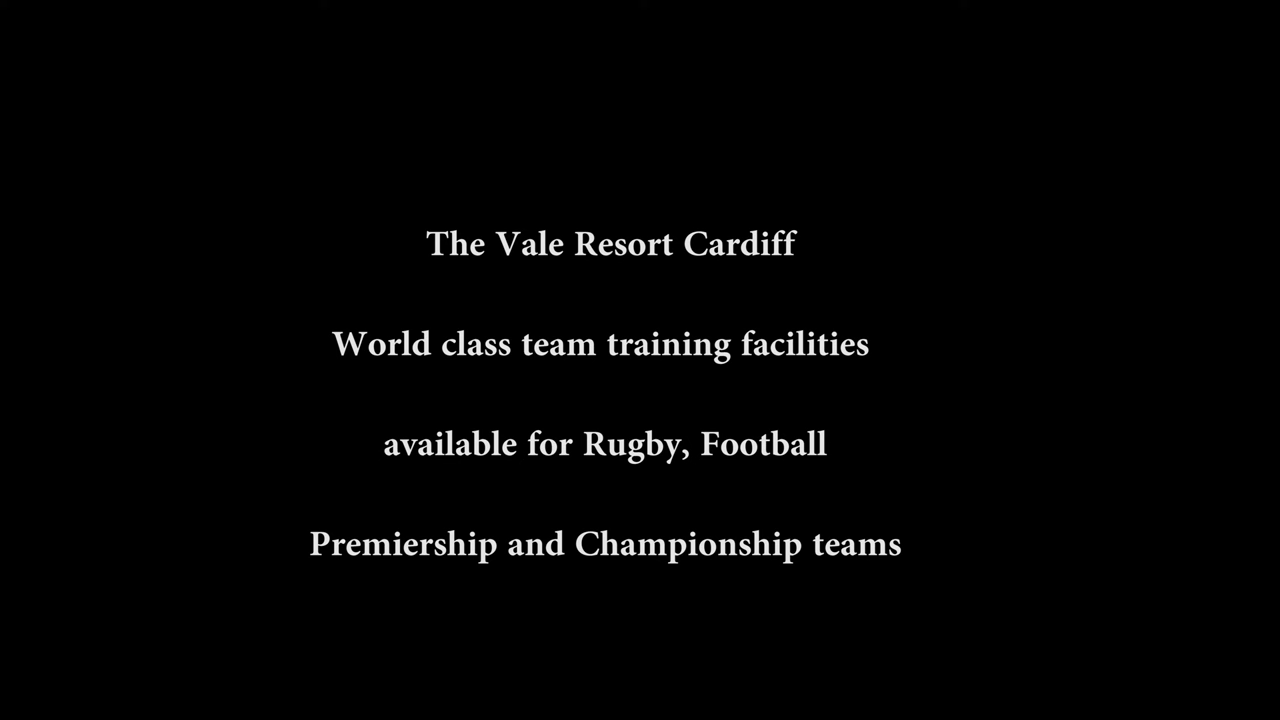 The Vale Resort Cardiff
World class team training facilities
available for Rugby, Football
Premiership and Championship teams